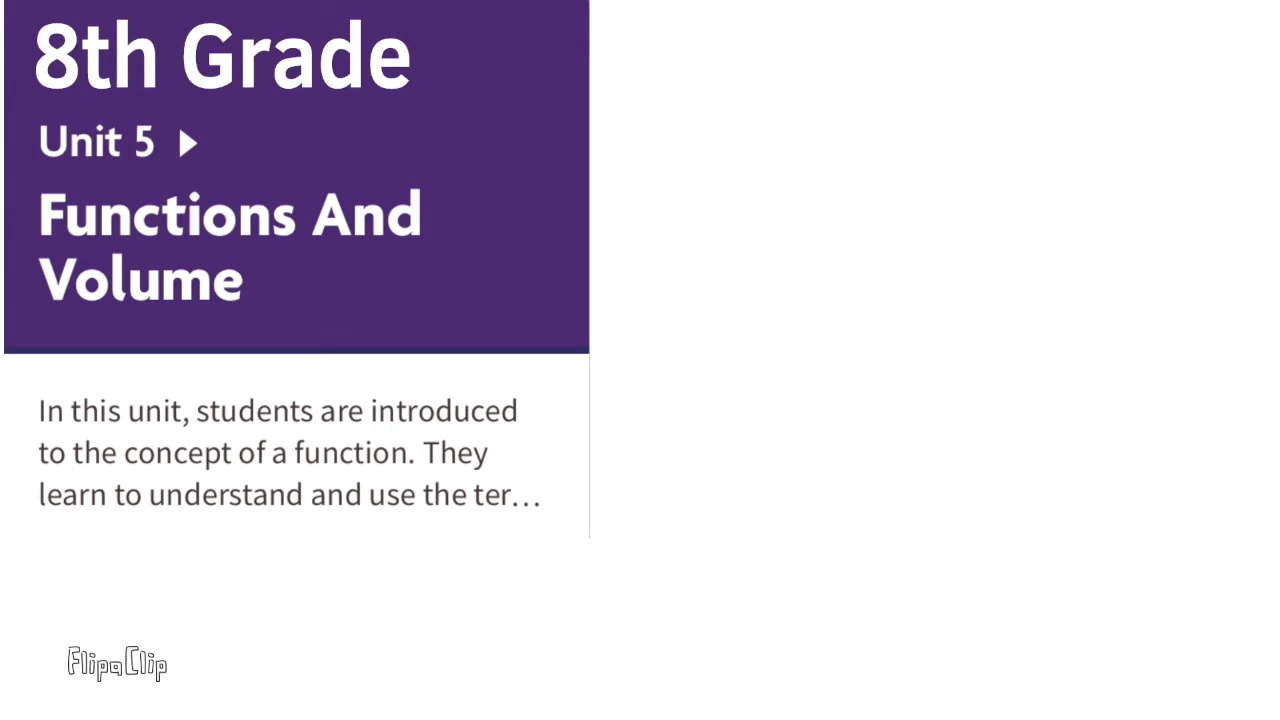 8th Grade
Unit 5
Functions And
Volume
In this unit, students are introduced
to the concept of a function. They
learn to understand and use the ter...
FlipaClip